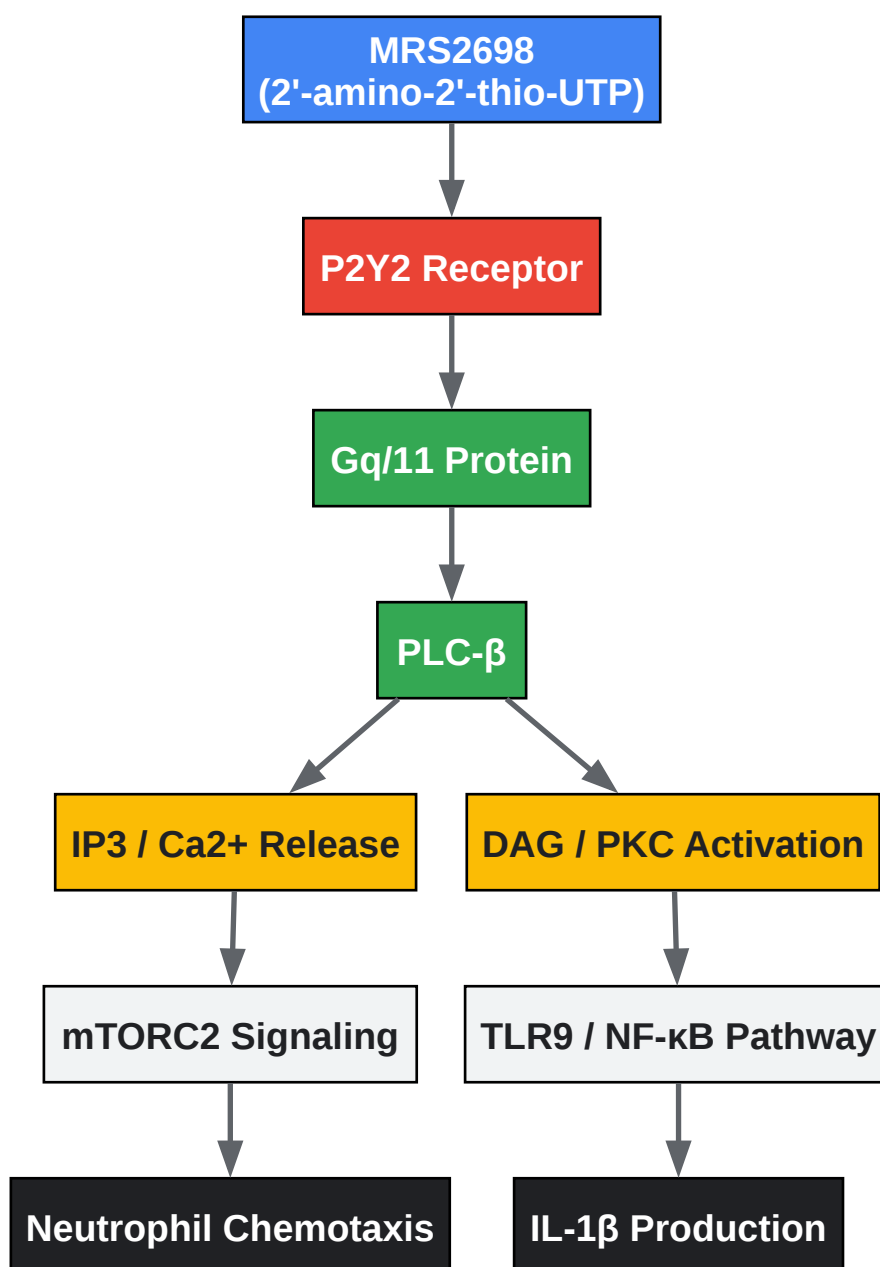 MRS2698
(2'-amino-2'-thio-UTP)
P2Y2 Receptor
Gq/11 Protein
PLC-β
IP3 / Ca2+ Release
DAG / PKC Activation
mTORC2 Signaling
TLR9 / NF-κB Pathway
Neutrophil Chemotaxis
IL-1β Production